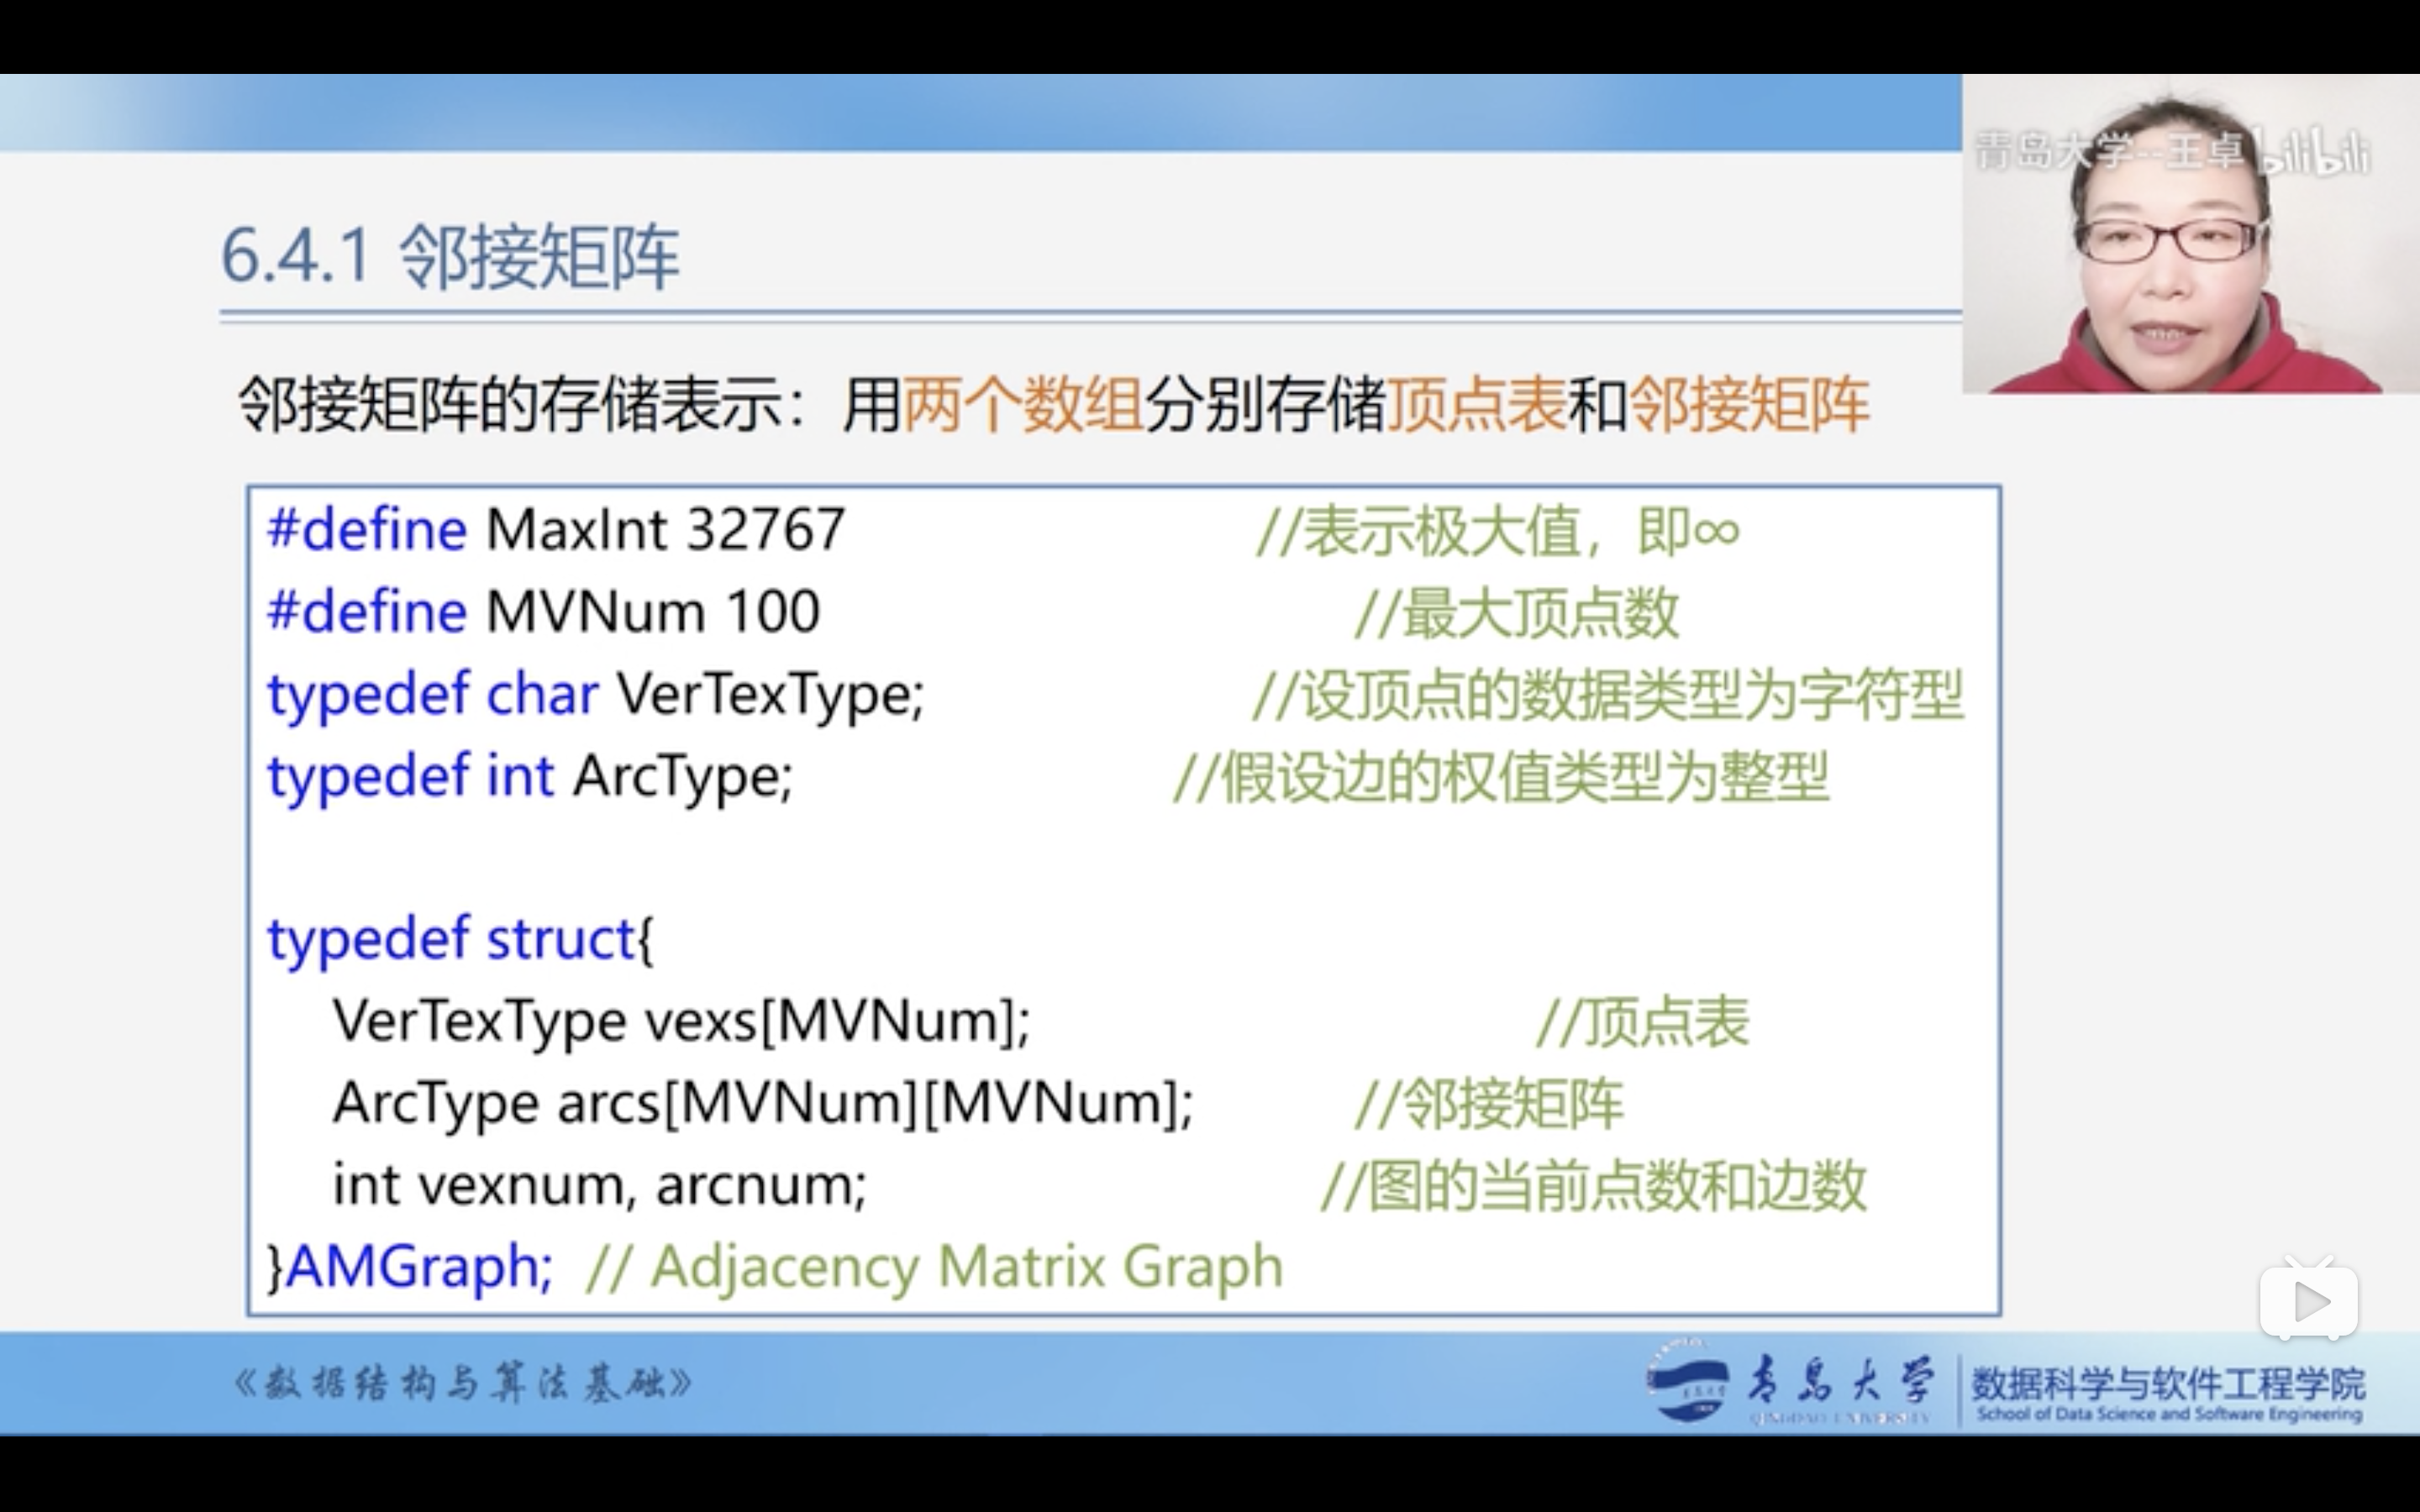 青岛大学--王卓 bilibili
6.4.1 邻接矩阵
邻接矩阵的存储表示：用两个数组分别存储顶点表和邻接矩阵
#define MaxInt 32767 //表示极大值，即∞
#define MVNum 100 //最大顶点数
typedef char VerTexType; //设顶点的数据类型为字符型
typedef int ArcType; //假设边的权值类型为整型
typedef struct{
VerTexType vexs[MVNum]; //顶点表
ArcType arcs[MVNum][MVNum]; //邻接矩阵
int vexnum, arcnum; //图的当前点数和边数
}AMGraph; // Adjacency Matrix Graph
《数据结构与算法基础》
青岛大学
QINGDAO UNIVERSITY
数据科学与软件工程学院
School of Data Science and Software Engineering